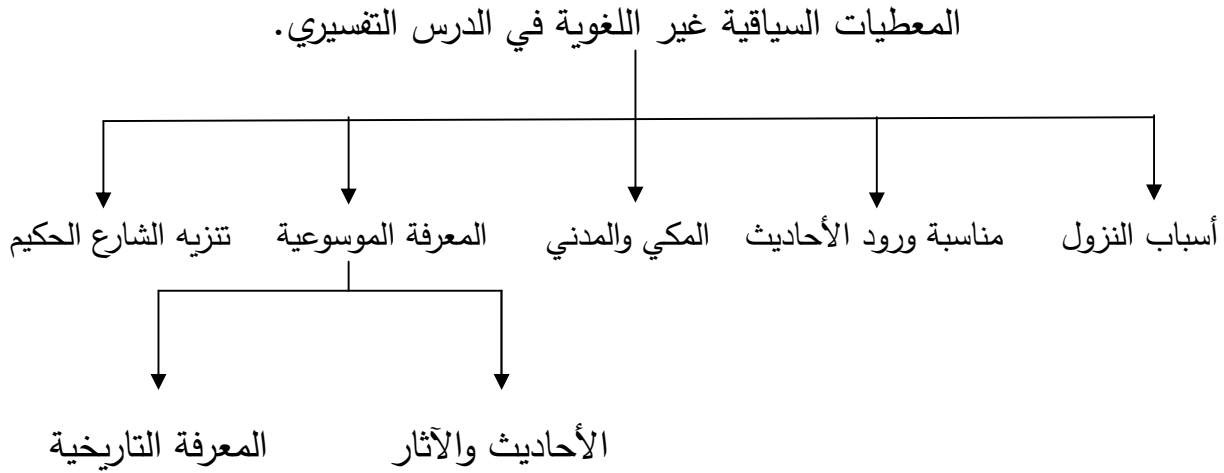 المعطيات السياقية غير اللغوية في الدرس التفسيري.
أسباب النزول مناسبة ورود الأحاديث المكي والمدني المعرفة الموسوعية تنزيه الشارع الحكيم
الأحاديث والآثار المعرفة التاريخية